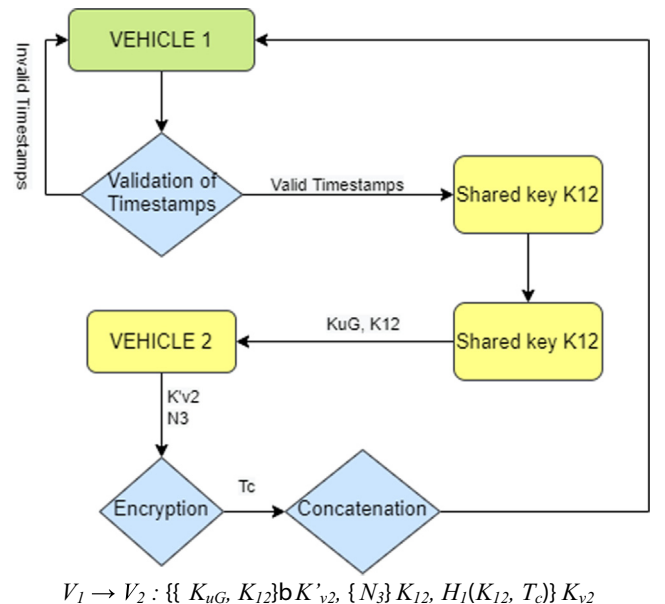 VEHICLE 1
Invalid Timestamps
Validation of
Timestamps
Valid Timestamps
Shared key K12
Shared key K12
KuG, K12
VEHICLE 2
K'v2
N3
Encryption
Tc
Concatenation
V1 → V2 : {{ KuG, K12}b K’v2, { N3} K12, H1(K12, Tc)} Kv2